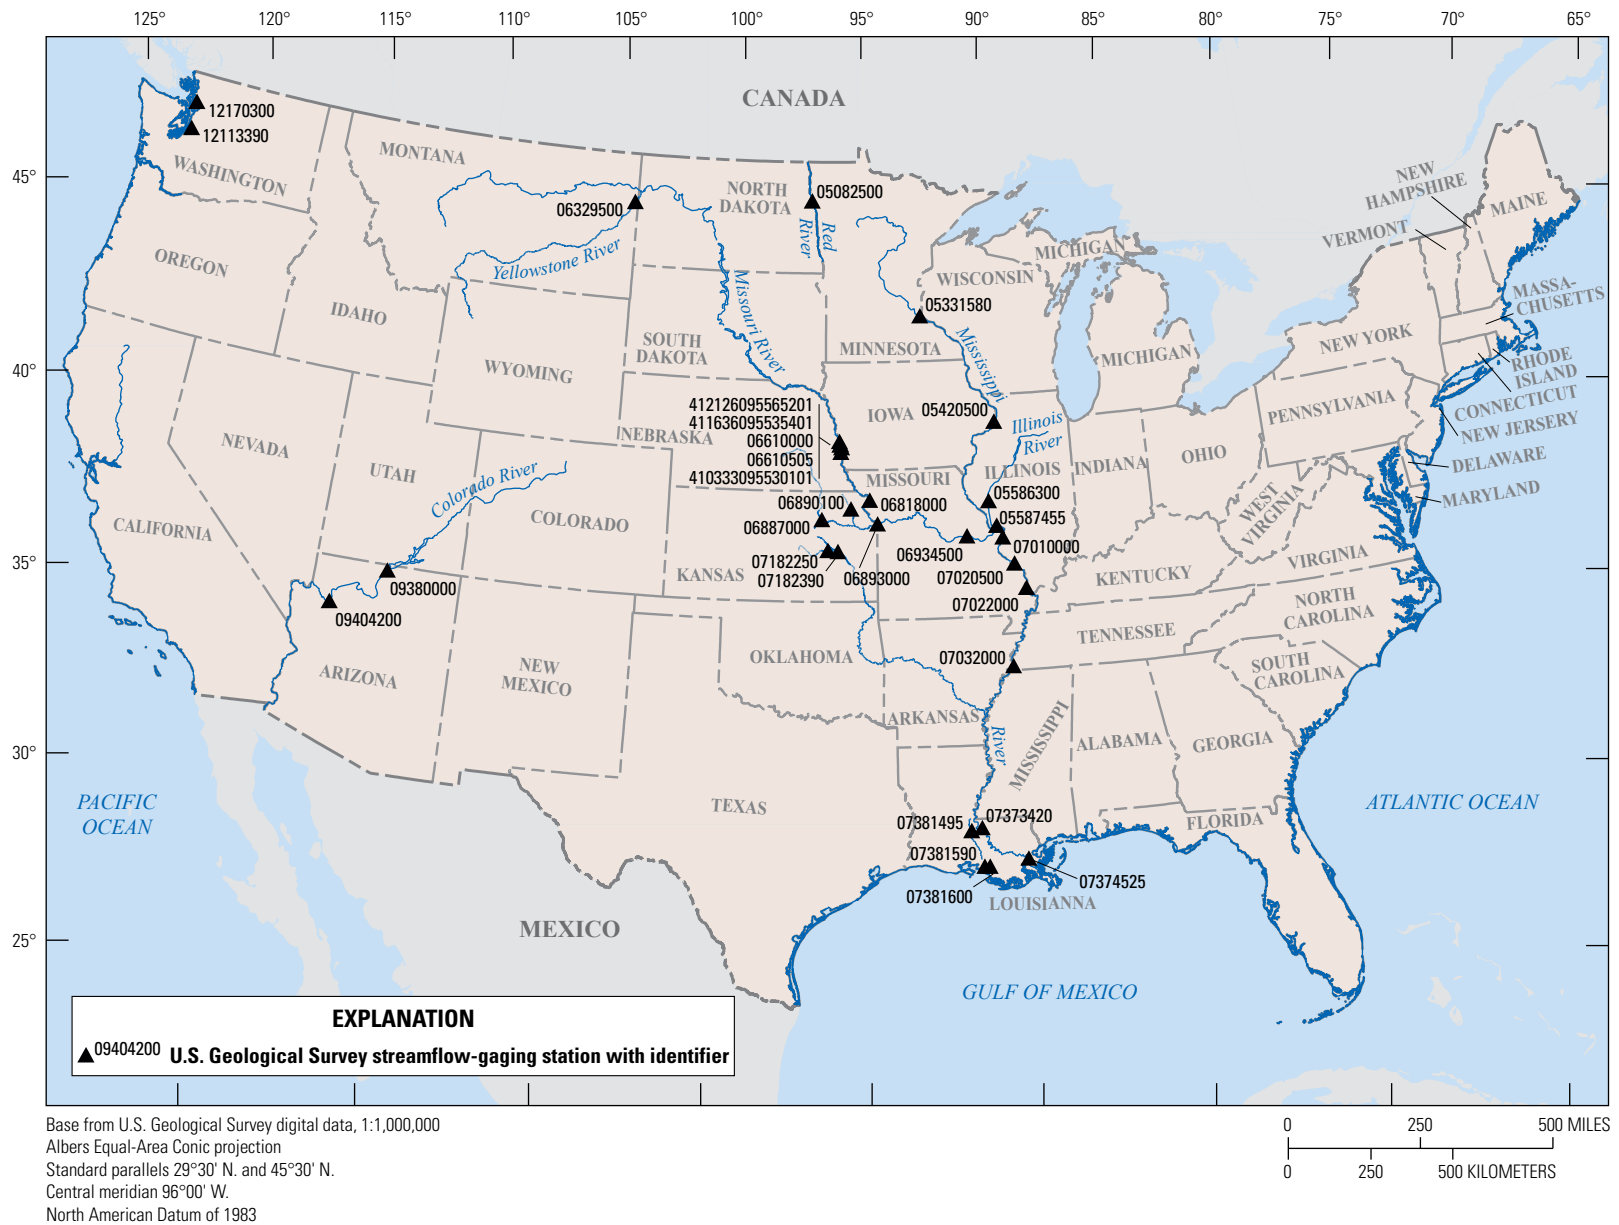 125° 120° 115° 110° 105° 100° 95° 90° 85° 80° 75° 70° 65°
CANADA
12170300
12113390
WASHINGTON
MONTANA
45°
NORTH
DAKOTA
05082500
06329500
Red
River
NEW
HAMPSHIRE
MAINE
VERMONT
OREGON
Yellowstone River
MICHIGAN
WISCONSIN
IDAHO
Missouri River
05331580
MASSA-
CHUSETTS
SOUTH
DAKOTA
MINNESOTA
Mississippi
MICHIGAN
NEW YORK
40°
WYOMING
RHODE
ISLAND
CONNECTICUT
NEW JERSERY
PENNSYLVANIA
412126095565201
411636095535401
06610000
06610505
410333095530101
NEBRASKA
IOWA
05420500
Illinois
River
NEVADA
UTAH
Colorado River
MISSOURI
ILLINOIS
INDIANA
OHIO
DELAWARE
MARYLAND
WEST
VIRGINIA
06890100
06818000
05586300
05587455
CALIFORNIA
COLORADO
06887000
06934500
07010000
VIRGINIA
35°
07182250
07182390
06893000
07020500
KANSAS
KENTUCKY
09380000
07022000
NORTH
CAROLINA
09404200
TENNESSEE
07032000
OKLAHOMA
NEW
MEXICO
ARIZONA
SOUTH
CAROLINA
ARKANSAS
River
MISSISSIPPI
ALABAMA
GEORGIA
30°
PACIFIC
OCEAN
TEXAS
ATLANTIC OCEAN
07381495
07373420
FLORIDA
07381590
07374525
07381600
LOUISIANNA
MEXICO
25°
GULF OF MEXICO
EXPLANATION
09404200 U.S. Geological Survey streamflow-gaging station with identifier
Base from U.S. Geological Survey digital data, 1:1,000,000
Albers Equal-Area Conic projection
Standard parallels 29°30' N. and 45°30' N.
Central meridian 96°00' W.
North American Datum of 1983
0 250 500 MILES
0 250 500 KILOMETERS